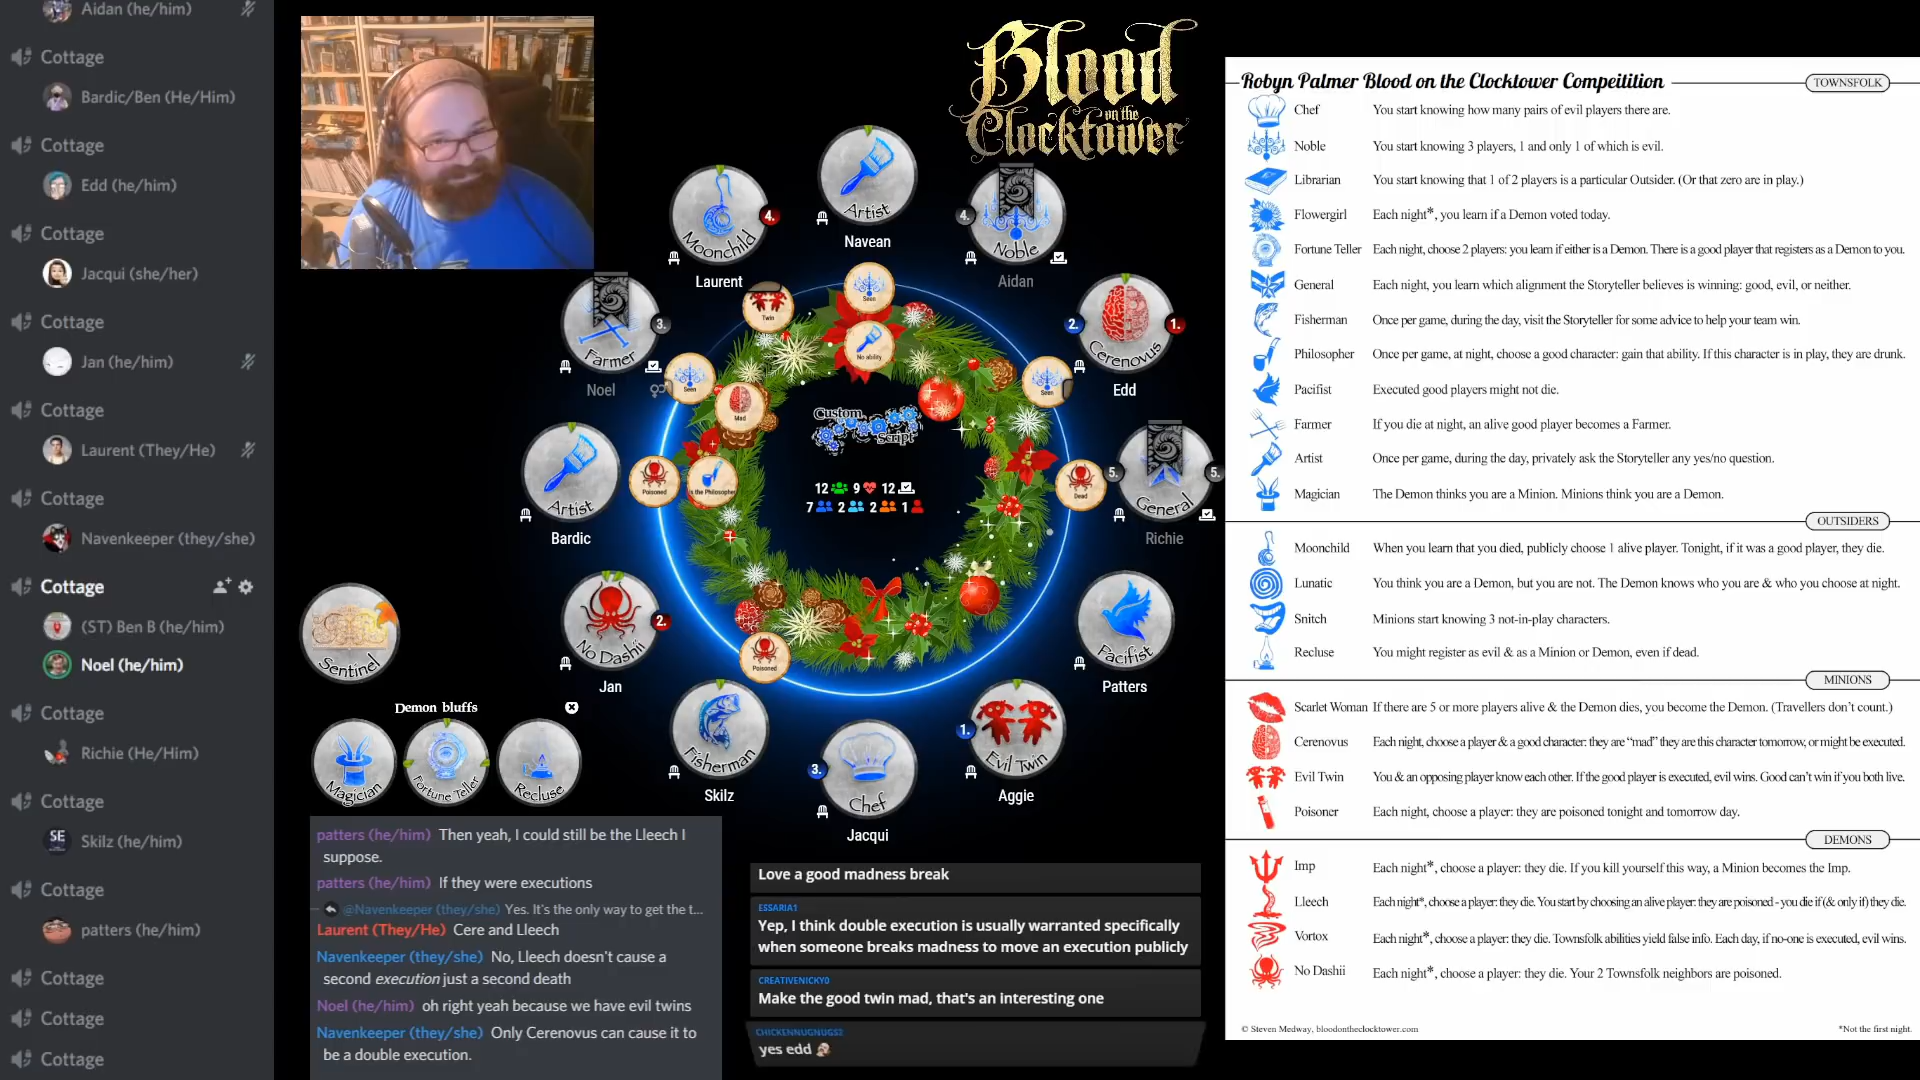 Aidan (he/him)
Cottage
Bardic/Ben (He/Him)
Cottage
Edd (he/him)
Cottage
Jacqui (she/her)
Cottage
Jan (he/him)
Cottage
Laurent (They/He)
Cottage
Navenkeeper (they/she)
Cottage
(ST) Ben B (he/him)
Noel (he/him)
Cottage
Richie (He/Him)
Cottage
SE
Skilz (he/him)
Cottage
patters (he/him)
Cottage
Cottage
Cottage
Blood
on the
Clocktower
Artist
Navean
Moonchild
4.
Laurent
4.
Noble
Aidan
2.
Cerenovus
1.
Edd
5.
General
5.
Richie
Pacifist
Patters
1.
Evil Twin
Aggie
3.
Chef
Jacqui
Fisherman
Skilz
No Dashii
2.
Jan
Artist
Bardic
Farmer
3.
Noel
Twin
Seen
No ability
Seen
Mad
Seen
Poisoned
Is the Philosopher
Dead
Poisoned
Custom
Script
12 9 12
7 2 2 1
Sentinel
Demon bluffs
Magician
Fortune Teller
Recluse
patters (he/him) Then yeah, I could still be the Lleech I
suppose.
patters (he/him) If they were executions
@Navenkeeper (they/she) Yes. It's the only way to get the t...
Laurent (They/He) Cere and Lleech
Navenkeeper (they/she) No, Lleech doesn't cause a
second execution just a second death
Noel (he/him) oh right yeah because we have evil twins
Navenkeeper (they/she) Only Cerenovus can cause it to
be a double execution.
Love a good madness break
ESSARIA1
Yep, I think double execution is usually warranted specifically
when someone breaks madness to move an execution publicly
CREATIVENICKY0
Make the good twin mad, that's an interesting one
CHICKENNUGNUGS2
yes edd
Robyn Palmer Blood on the Clocktower Compeitition
TOWNSFOLK
Chef You start knowing how many pairs of evil players there are.
Noble You start knowing 3 players, 1 and only 1 of which is evil.
Librarian You start knowing that 1 of 2 players is a particular Outsider. (Or that zero are in play.)
Flowergirl Each night*, you learn if a Demon voted today.
Fortune Teller Each night, choose 2 players: you learn if either is a Demon. There is a good player that registers as a Demon to you.
General Each night, you learn which alignment the Storyteller believes is winning: good, evil, or neither.
Fisherman Once per game, during the day, visit the Storyteller for some advice to help your team win.
Philosopher Once per game, at night, choose a good character: gain that ability. If this character is in play, they are drunk.
Pacifist Executed good players might not die.
Farmer If you die at night, an alive good player becomes a Farmer.
Artist Once per game, during the day, privately ask the Storyteller any yes/no question.
Magician The Demon thinks you are a Minion. Minions think you are a Demon.
OUTSIDERS
Moonchild When you learn that you died, publicly choose 1 alive player. Tonight, if it was a good player, they die.
Lunatic You think you are a Demon, but you are not. The Demon knows who you are & who you choose at night.
Snitch Minions start knowing 3 not-in-play characters.
Recluse You might register as evil & as a Minion or Demon, even if dead.
MINIONS
Scarlet Woman If there are 5 or more players alive & the Demon dies, you become the Demon. (Travellers don't count.)
Cerenovus Each night, choose a player & a good character: they are "mad" they are this character tomorrow, or might be executed.
Evil Twin You & an opposing player know each other. If the good player is executed, evil wins. Good can't win if you both live.
Poisoner Each night, choose a player: they are poisoned tonight and tomorrow day.
DEMONS
Imp Each night*, choose a player: they die. If you kill yourself this way, a Minion becomes the Imp.
Lleech Each night*, choose a player: they die. You start by choosing an alive player: they are poisoned - you die if (& only if) they die.
Vortox Each night*, choose a player: they die. Townsfolk abilities yield false info. Each day, if no-one is executed, evil wins.
No Dashii Each night*, choose a player: they die. Your 2 Townsfolk neighbors are poisoned.
© Steven Medway, bloodontheclocktower.com
*Not the first night.